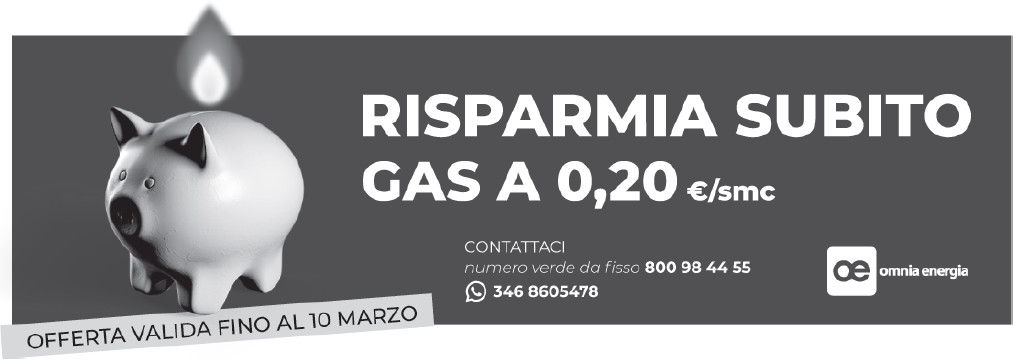 RISPARMIA SUBITO
GAS A 0,20 €/smc
CONTATTACI
numero verde da fisso 800 98 44 55
346 8605478
oe omnia energia
OFFERTA VALIDA FINO AL 10 MARZO